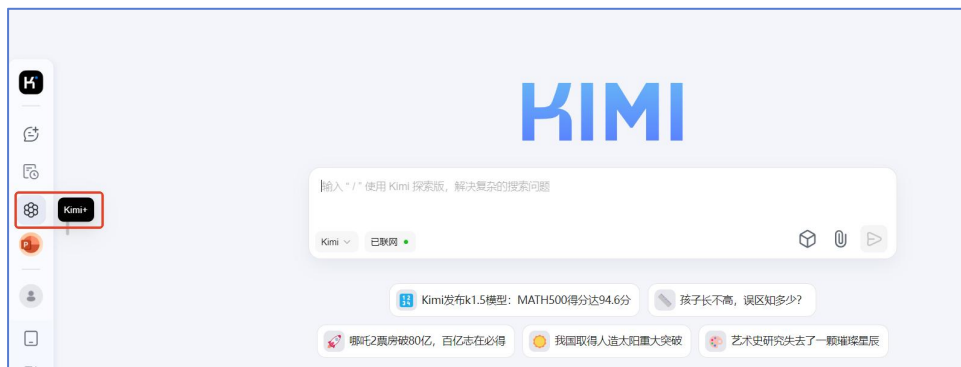 KIMI
输入 "/" 使用 Kimi 探索版，解决复杂的搜索问题
Kimi+
Kimi
已联网
Kimi发布k1.5模型：MATH500得分达94.6分
孩子长不高，误区知多少？
哪吒2票房破80亿，百亿志在必得
我国取得人造太阳重大突破
艺术史研究失去了一颗璀璨星辰